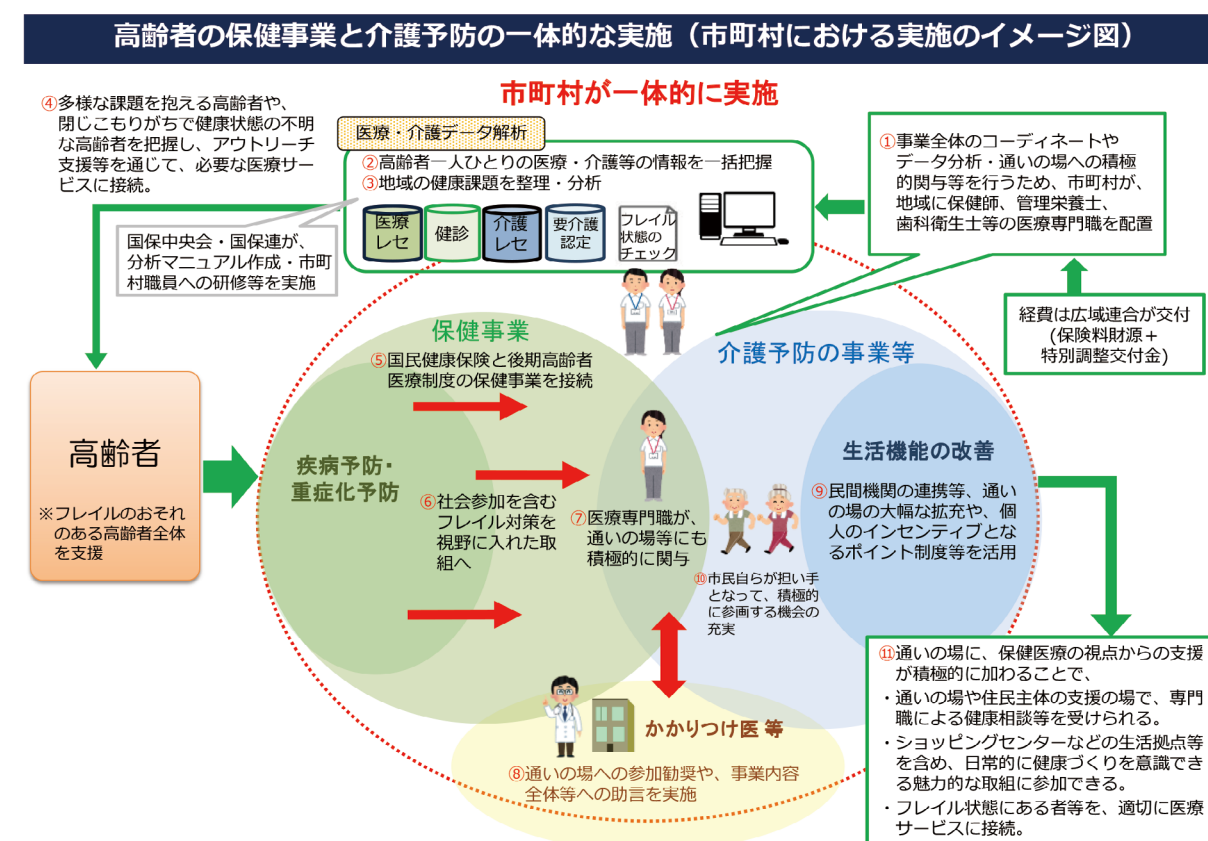 高齢者の保健事業と介護予防の一体的な実施（市町村における実施のイメージ図）
市町村が一体的に実施
④多様な課題を抱える高齢者や、
閉じこもりがちで健康状態の不明
な高齢者を把握し、アウトリーチ
支援等を通じて、必要な医療サー
ビスに接続。
医療・介護データ解析
②高齢者一人ひとりの医療・介護等の情報を一括把握
③地域の健康課題を整理・分析
医療
レセ
健診
介護
レセ
要介護
認定
フレイル
状態の
チェック
①事業全体のコーディネートや
データ分析・通いの場への積極
的関与等を行うため、市町村が、
地域に保健師、管理栄養士、
歯科衛生士等の医療専門職を配置
国保中央会・国保連が、
分析マニュアル作成・市町
村職員への研修等を実施
経費は広域連合が交付
(保険料財源＋
特別調整交付金)
保健事業
⑤国民健康保険と後期高齢者
医療制度の保健事業を接続
介護予防の事業等
高齢者
※フレイルのおそれ
のある高齢者全体
を支援
疾病予防・
重症化予防
⑥社会参加を含む
フレイル対策を
視野に入れた取
組へ
⑦医療専門職が、
通いの場等にも
積極的に関与
生活機能の改善
⑨民間機関の連携等、通い
の場の大幅な拡充や、個
人のインセンティブとな
るポイント制度等を活用
⑩市民自らが担い手
となって、積極的
に参画する機会の
充実
かかりつけ医 等
⑧通いの場への参加勧奨や、事業内容
全体等への助言を実施
⑪通いの場に、保健医療の視点からの支援
が積極的に加わることで、
・通いの場や住民主体の支援の場で、専門
職による健康相談等を受けられる。
・ショッピングセンターなどの生活拠点等
を含め、日常的に健康づくりを意識でき
る魅力的な取組に参加できる。
・フレイル状態にある者等を、適切に医療
サービスに接続。